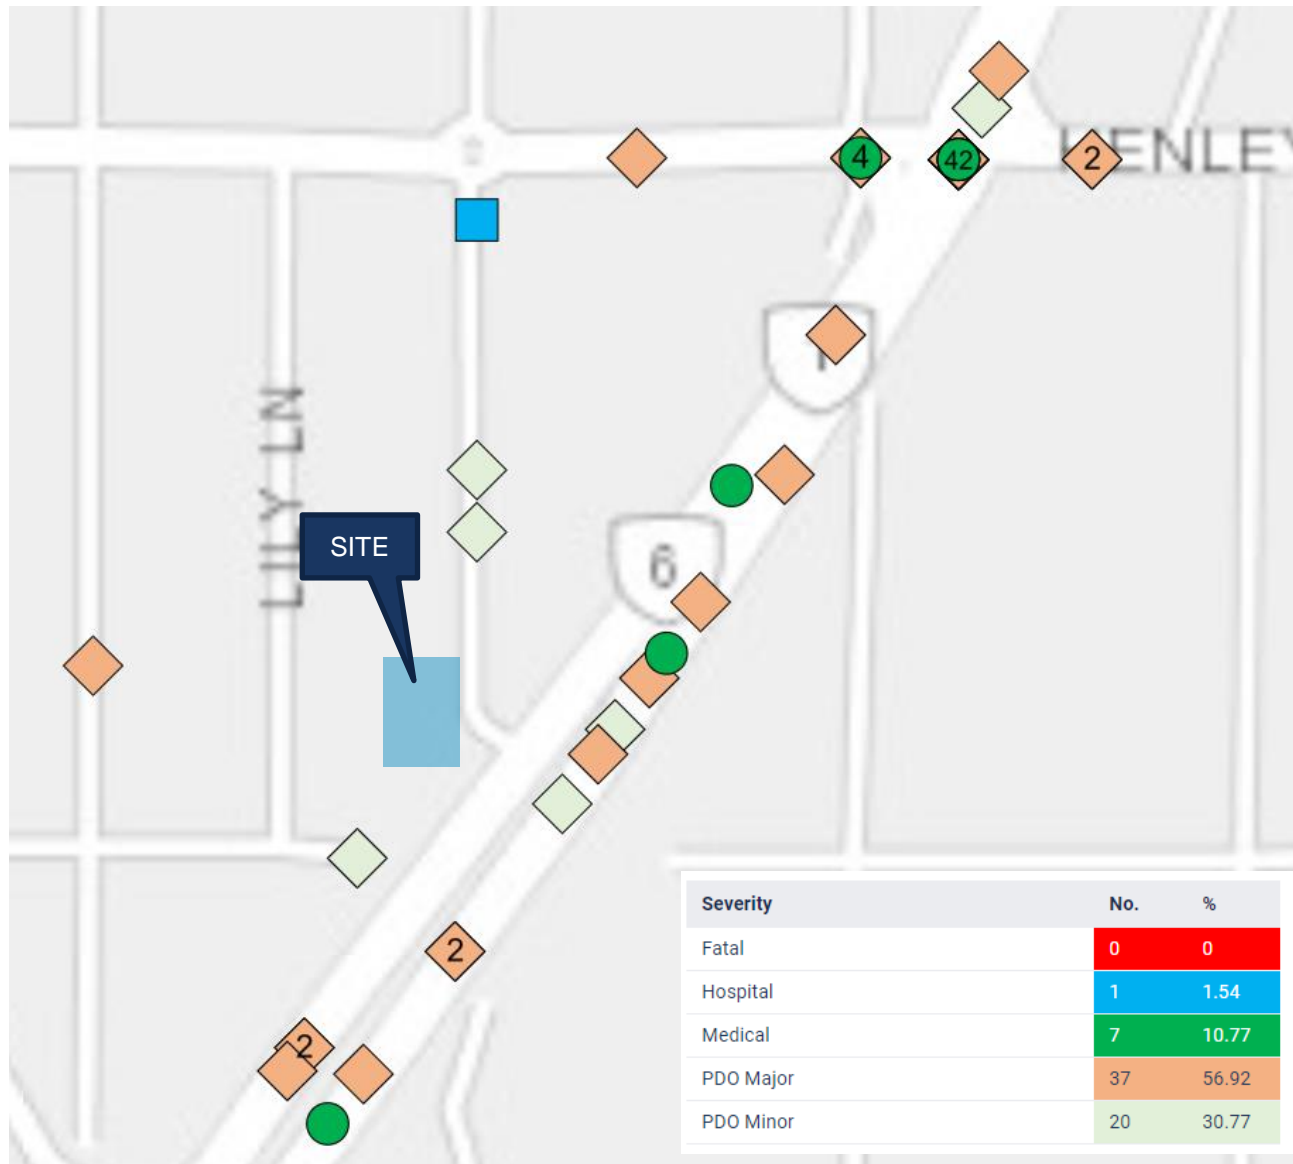 4
42
2
HENLEY
1
LILY LN
SITE
6
2
2
Severity No. %
Fatal 0 0
Hospital 1 1.54
Medical 7 10.77
PDO Major 37 56.92
PDO Minor 20 30.77